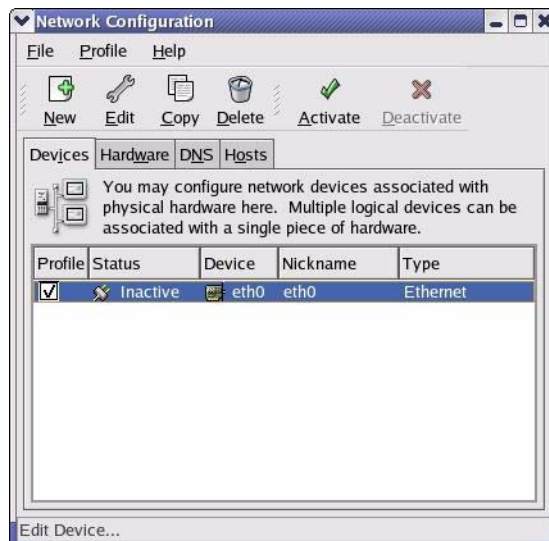 Network Configuration
File Profile Help
New Edit Copy Delete Activate Deactivate
Devices Hardware DNS Hosts
You may configure network devices associated with
physical hardware here. Multiple logical devices can be
associated with a single piece of hardware.
Profile Status Device Nickname Type
Inactive eth0 eth0 Ethernet
Edit Device...